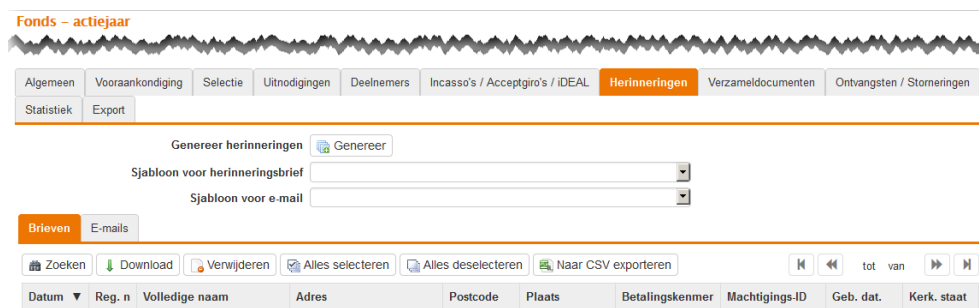 Fonds – actiejaar
Algemeen Vooraankondiging Selectie Uitnodigingen Deelnemers Incasso's / Acceptgiro's / iDEAL Herinneringen Verzameldocumenten Ontvangsten / Storneringen
Statistiek Export
Genereer herinneringen Genereer
Sjabloon voor herinneringsbrief
Sjabloon voor e-mail
Brieven E-mails
Zoeken Download Verwijderen Alles selecteren Alles deselecteren Naar CSV exporteren tot van
Datum ▼ Reg. n Volledige naam Adres Postcode Plaats Betalingskenmer Machtigings-ID Geb. dat. Kerk. staat